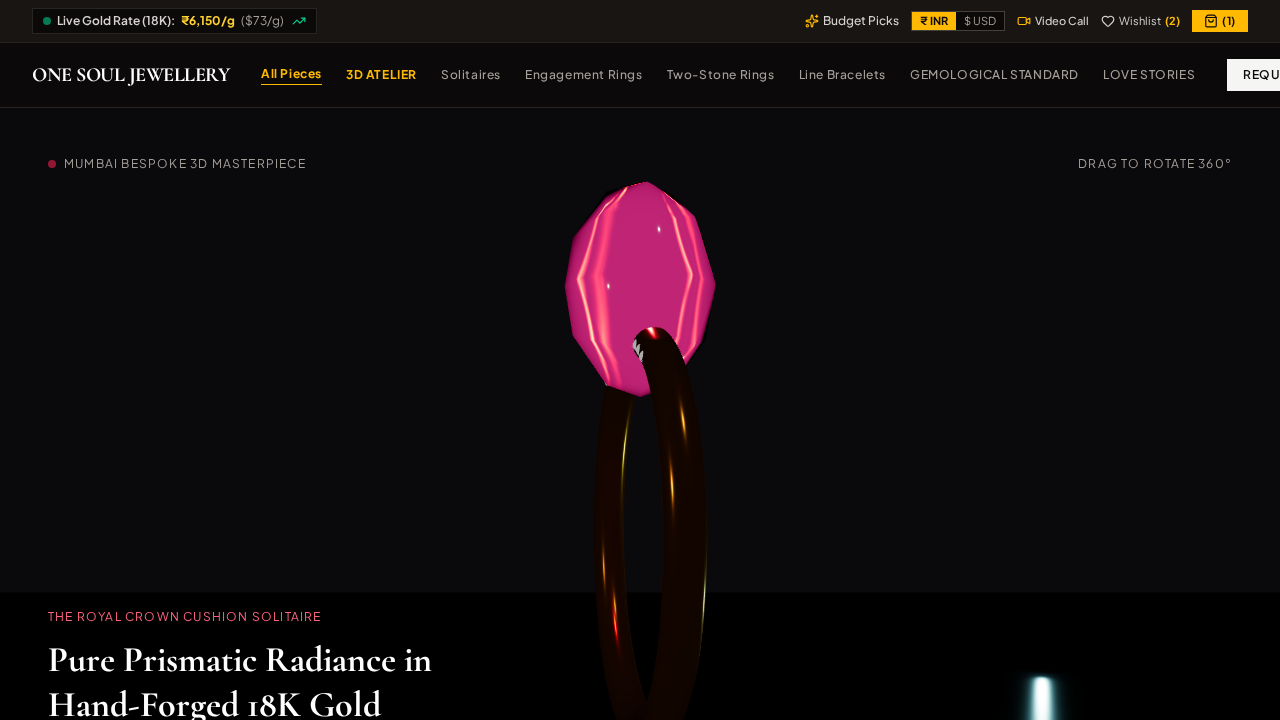 Live Gold Rate (18K): ₹6,150/g ($73/g)
Budget Picks
₹ INR $ USD
Video Call
Wishlist (2)
(1)
ONE SOUL JEWELLERY
All Pieces
3D ATELIER
Solitaires
Engagement Rings
Two-Stone Rings
Line Bracelets
GEMOLOGICAL STANDARD
LOVE STORIES
REQU
MUMBAI BESPOKE 3D MASTERPIECE
DRAG TO ROTATE 360°
THE ROYAL CROWN CUSHION SOLITAIRE
Pure Prismatic Radiance in
Hand-Forged 18K Gold